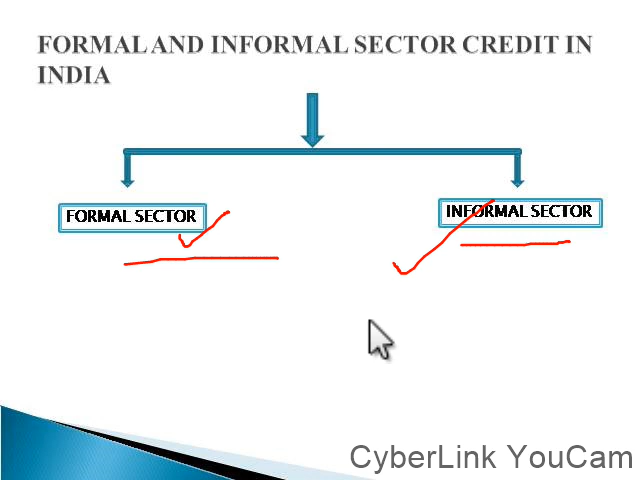 FORMAL AND INFORMAL SECTOR CREDIT IN
INDIA
FORMAL SECTOR
INFORMAL SECTOR
CyberLink YouCam